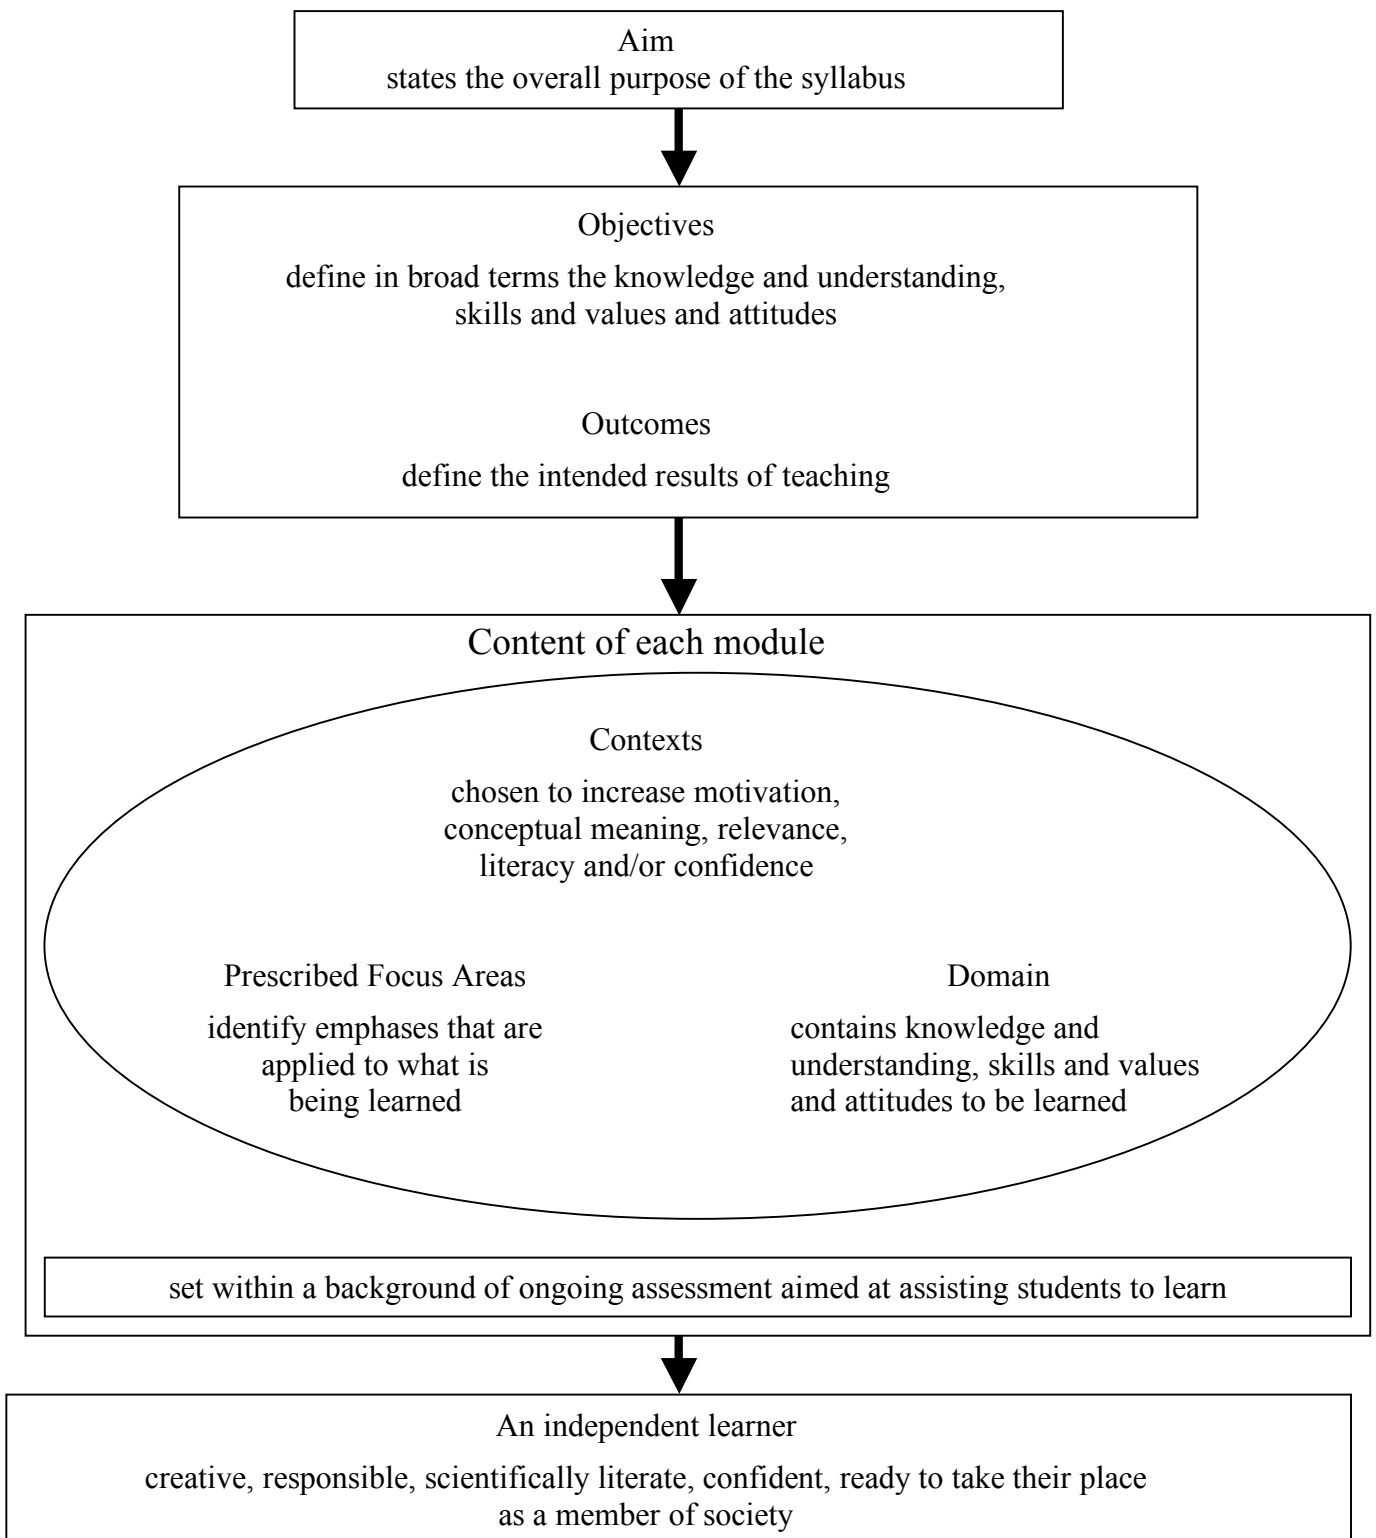 Aim
states the overall purpose of the syllabus
Objectives
define in broad terms the knowledge and understanding,
skills and values and attitudes
Outcomes
define the intended results of teaching
Content of each module
Contexts
chosen to increase motivation,
conceptual meaning, relevance,
literacy and/or confidence
Prescribed Focus Areas
identify emphases that are
applied to what is
being learned
Domain
contains knowledge and
understanding, skills and values
and attitudes to be learned
set within a background of ongoing assessment aimed at assisting students to learn
An independent learner
creative, responsible, scientifically literate, confident, ready to take their place
as a member of society